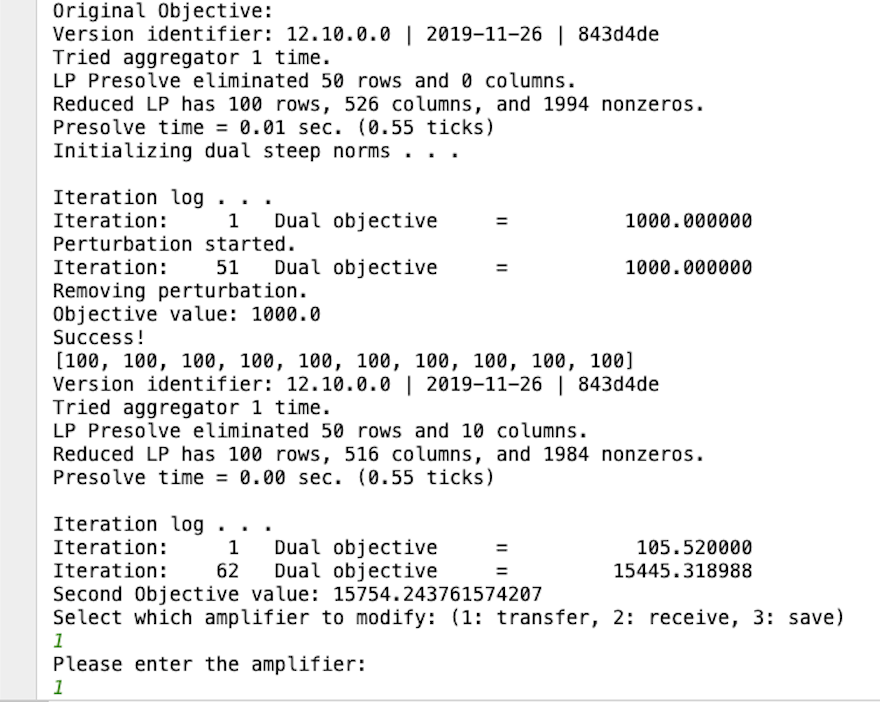 Original Objective:
Version identifier: 12.10.0.0 | 2019-11-26 | 843d4de
Tried aggregator 1 time.
LP Presolve eliminated 50 rows and 0 columns.
Reduced LP has 100 rows, 526 columns, and 1994 nonzeros.
Presolve time = 0.01 sec. (0.55 ticks)
Initializing dual steep norms . . .

Iteration log . . .
Iteration:     1   Dual objective     =          1000.000000
Perturbation started.
Iteration:    51   Dual objective     =          1000.000000
Removing perturbation.
Objective value: 1000.0
Success!
[100, 100, 100, 100, 100, 100, 100, 100, 100, 100]
Version identifier: 12.10.0.0 | 2019-11-26 | 843d4de
Tried aggregator 1 time.
LP Presolve eliminated 50 rows and 10 columns.
Reduced LP has 100 rows, 516 columns, and 1984 nonzeros.
Presolve time = 0.00 sec. (0.55 ticks)

Iteration log . . .
Iteration:     1   Dual objective     =           105.520000
Iteration:    62   Dual objective     =         15445.318988
Second Objective value: 15754.243761574207
Select which amplifier to modify: (1: transfer, 2: receive, 3: save)
1
Please enter the amplifier:
1